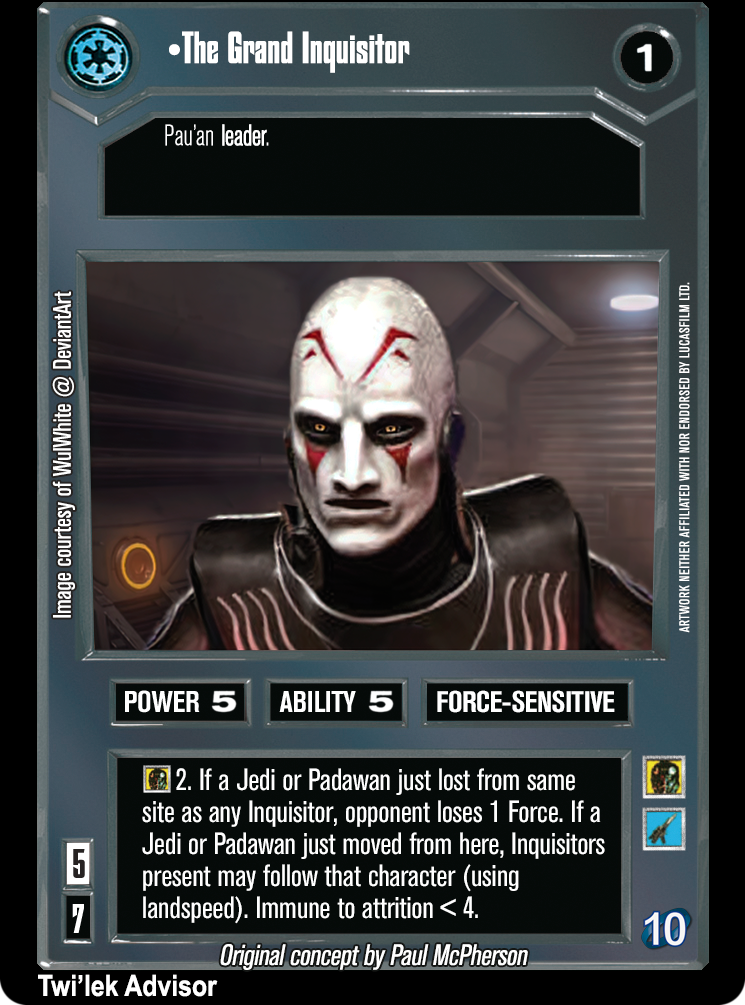 •The Grand Inquisitor
1
Pau'an leader.
Image courtesy of WulWhite @ DeviantArt
ARTWORK NEITHER AFFILIATED WITH NOR ENDORSED BY LUCASFILM LTD.
POWER 5 ABILITY 5 FORCE-SENSITIVE
2. If a Jedi or Padawan just lost from same
site as any Inquisitor, opponent loses 1 Force. If a
Jedi or Padawan just moved from here, Inquisitors
present may follow that character (using
landspeed). Immune to attrition < 4.
5
7
10
Original concept by Paul McPherson
Twi'lek Advisor